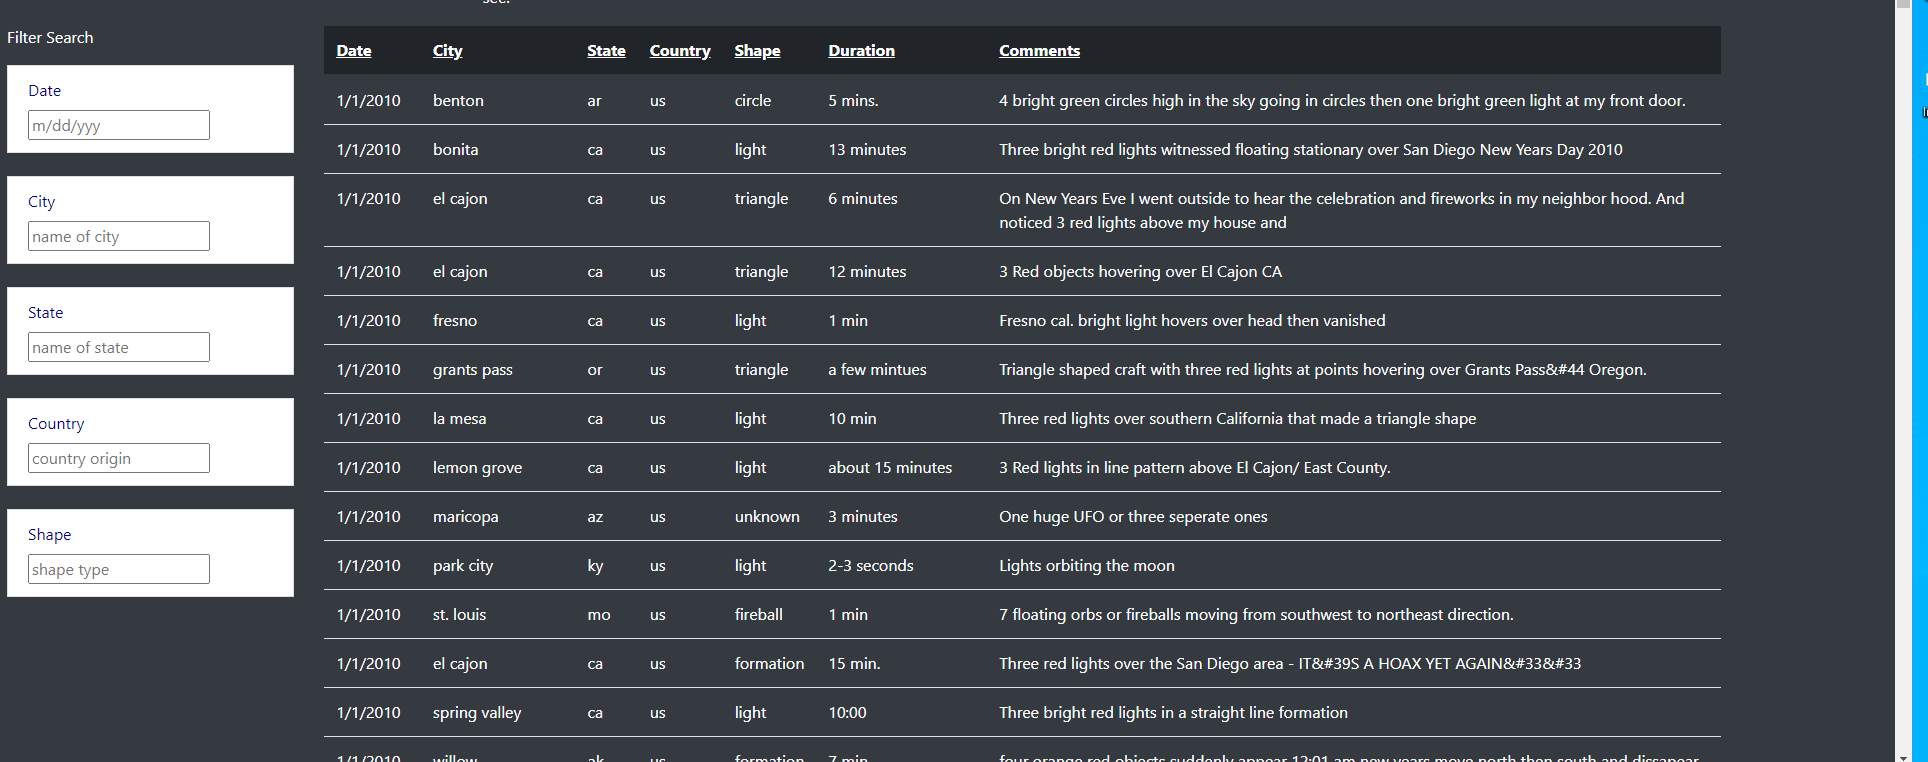 see.
Filter Search
Date
m/dd/yyy
City
name of city
State
name of state
Country
country origin
Shape
shape type
Date City State Country Shape Duration Comments
1/1/2010 benton ar us circle 5 mins. 4 bright green circles high in the sky going in circles then one bright green light at my front door.
1/1/2010 bonita ca us light 13 minutes Three bright red lights witnessed floating stationary over San Diego New Years Day 2010
1/1/2010 el cajon ca us triangle 6 minutes On New Years Eve I went outside to hear the celebration and fireworks in my neighbor hood. And
noticed 3 red lights above my house and
1/1/2010 el cajon ca us triangle 12 minutes 3 Red objects hovering over El Cajon CA
1/1/2010 fresno ca us light 1 min Fresno cal. bright light hovers over head then vanished
1/1/2010 grants pass or us triangle a few mintues Triangle shaped craft with three red lights at points hovering over Grants Pass&#44 Oregon.
1/1/2010 la mesa ca us light 10 min Three red lights over southern California that made a triangle shape
1/1/2010 lemon grove ca us light about 15 minutes 3 Red lights in line pattern above El Cajon/ East County.
1/1/2010 maricopa az us unknown 3 minutes One huge UFO or three seperate ones
1/1/2010 park city ky us light 2-3 seconds Lights orbiting the moon
1/1/2010 st. louis mo us fireball 1 min 7 floating orbs or fireballs moving from southwest to northeast direction.
1/1/2010 el cajon ca us formation 15 min. Three red lights over the San Diego area - IT&#39S A HOAX YET AGAIN&#33&#33
1/1/2010 spring valley ca us light 10:00 Three bright red lights in a straight line formation
1/1/2010 willow ak us formation 7 min four orange red objects suddenly appear 12:01 am new years move north then south and dissapear